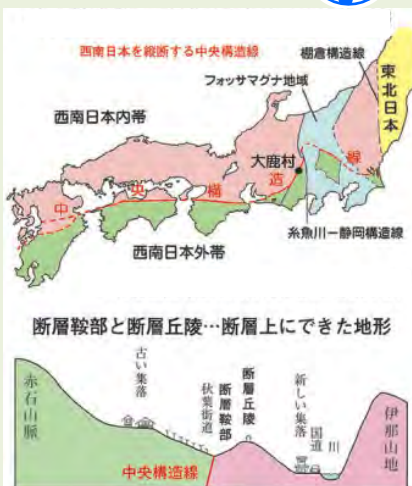 西南日本を縦断する中央構造線
棚倉構造線
東北日本
フォッサマグナ地域
西南日本内帯
大鹿村
中央構造線
糸魚川ー静岡構造線
西南日本外帯
断層鞍部と断層丘陵…断層上にできた地形
赤石山脈
古い集落
秋葉街道
断層鞍部
断層丘陵
新しい集落
国道
川
伊那山地
中央構造線